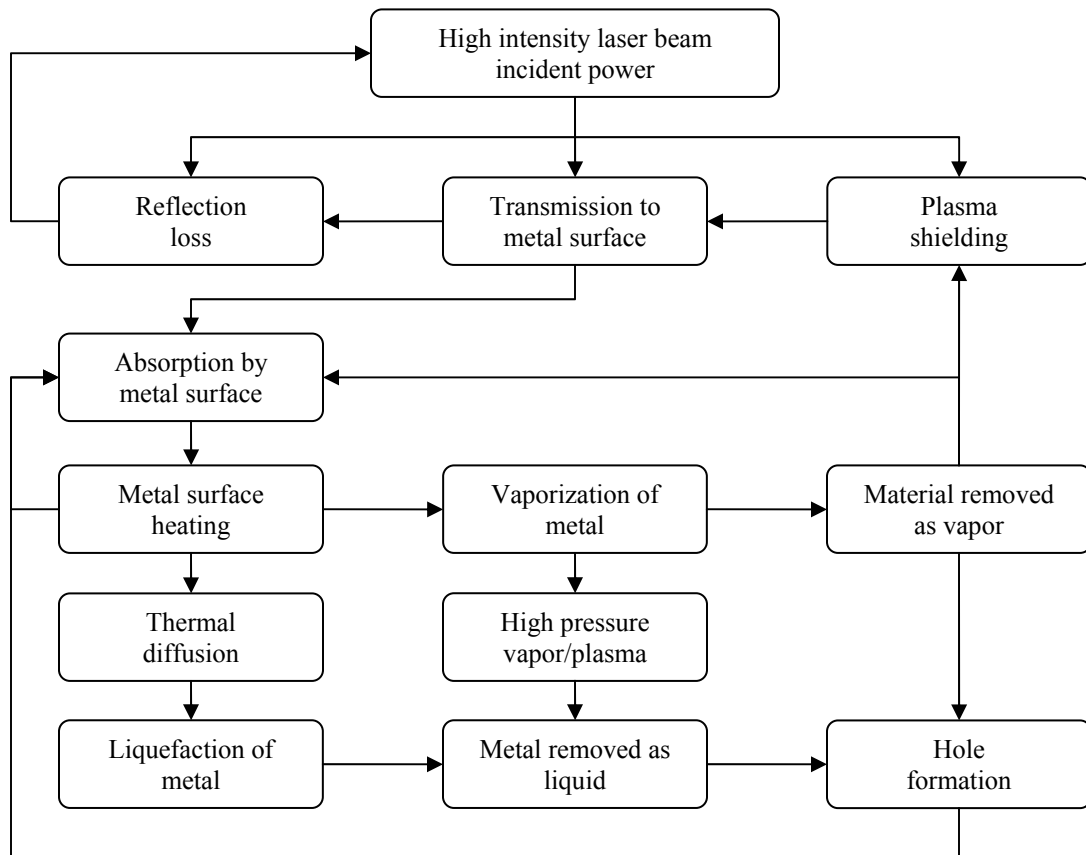 High intensity laser beam
incident power
Reflection
loss
Transmission to
metal surface
Plasma
shielding
Absorption by
metal surface
Metal surface
heating
Vaporization of
metal
Material removed
as vapor
Thermal
diffusion
High pressure
vapor/plasma
Liquefaction of
metal
Metal removed as
liquid
Hole
formation